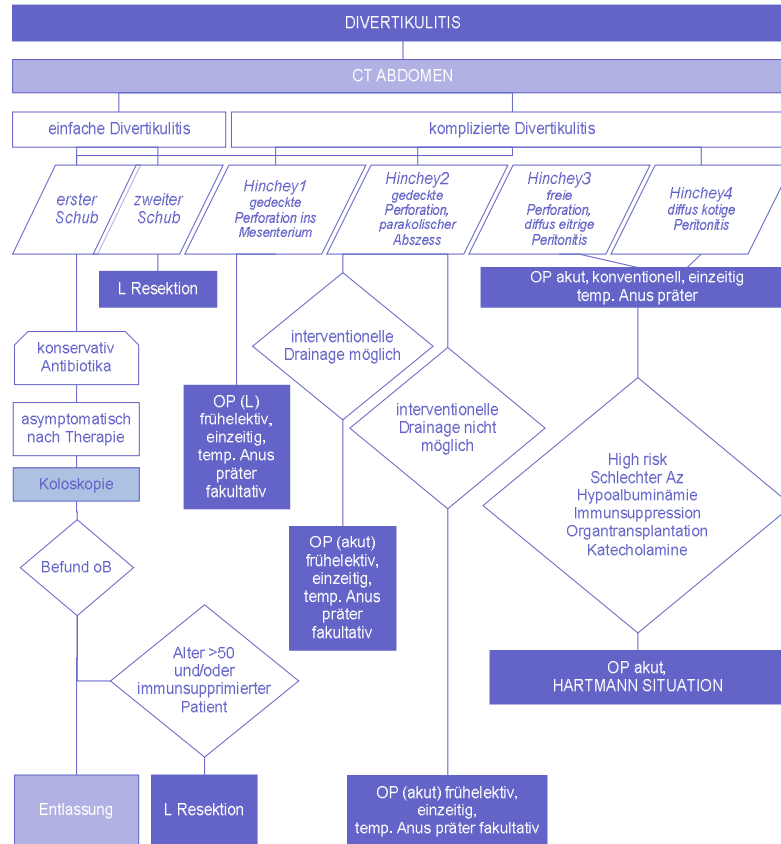 DIVERTIKULITIS
CT ABDOMEN
einfache Divertikulitis
komplizierte Divertikulitis
erster
Schub
zweiter
Schub
Hinchey1
gedeckte
Perforation ins
Mesenterium
Hinchey2
gedeckte
Perforation,
parakolischer
Abszess
Hinchey3
freie
Perforation,
diffus eitrige
Peritonitis
Hinchey4
diffus kotige
Peritonitis
L Resektion
OP akut, konventionell, einzeitig
temp. Anus präter
konservativ
Antibiotika
interventionelle
Drainage möglich
asymptomatisch
nach Therapie
OP (L)
frühelektiv,
einzeitig,
temp. Anus
präter
fakultativ
interventionelle
Drainage nicht
möglich
Koloskopie
High risk
Schlechter Az
Hypoalbuminämie
Immunsuppression
Organtransplantation
Katecholamine
Befund oB
OP (akut)
frühelektiv,
einzeitig,
temp. Anus
präter
fakultativ
Alter >50
und/oder
immunsupprimierter
Patient
OP akut,
HARTMANN SITUATION
Entlassung
L Resektion
OP (akut) frühelektiv,
einzeitig,
temp. Anus präter fakultativ